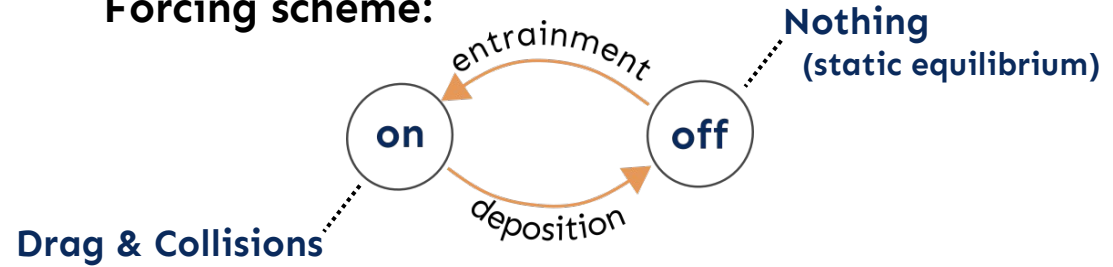 Forcing scheme:
Nothing
(static equilibrium)
entrainment
on
off
deposition
Drag & Collisions